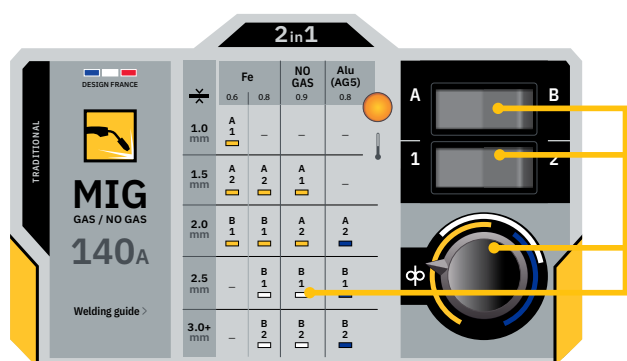 2in1
TRADITIONAL
DESIGN FRANCE
MIG
GAS / NO GAS
140A
Welding guide >
Fe NO GAS Alu (AG5)
0.6 0.8 0.9 0.8
1.0 mm A 1 – – –
1.5 mm A 2 A 2 A 1 –
2.0 mm B 1 B 1 A 2 A 2
2.5 mm – B 1 B 1 B 1
3.0+ mm – B 2 B 2 B 2
A B
1 2